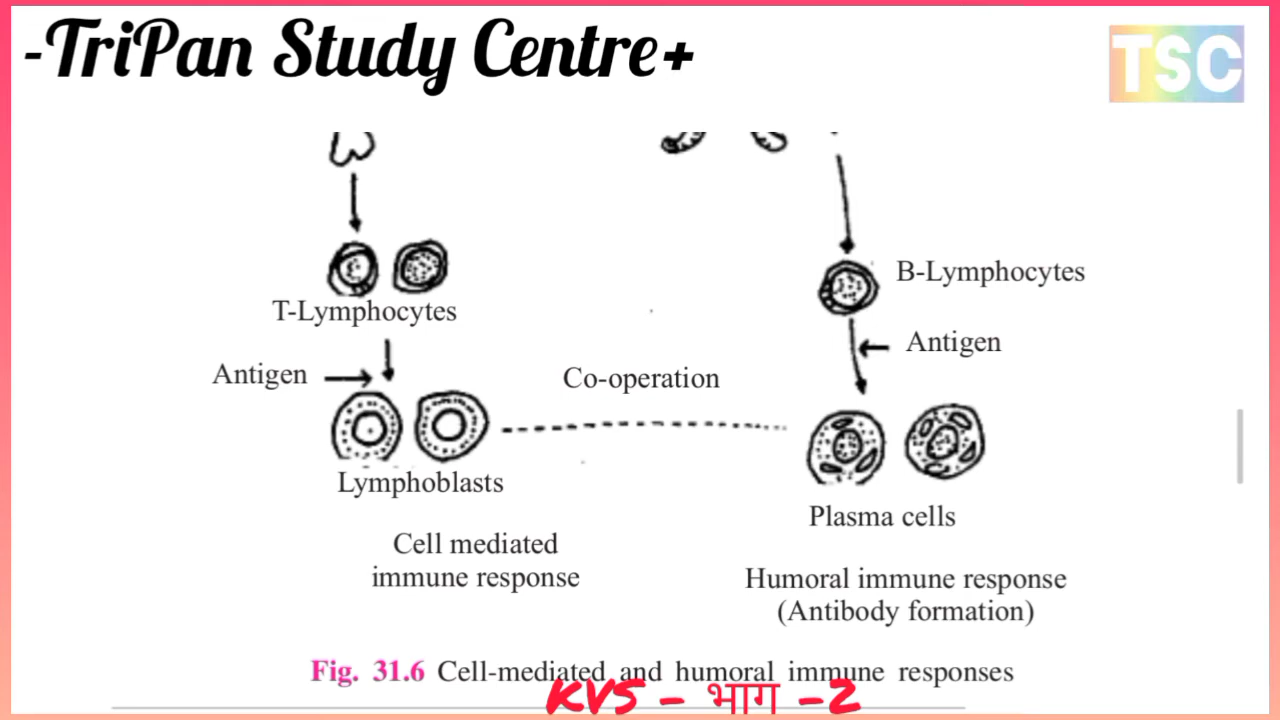 -TriPan Study Centre+
TSC
B-Lymphocytes
T-Lymphocytes
Antigen
Antigen
Co-operation
Lymphoblasts
Plasma cells
Cell mediated
immune response
Humoral immune response
(Antibody formation)
Fig. 31.6 Cell-mediated and humoral immune responses
KVS - भाग -2